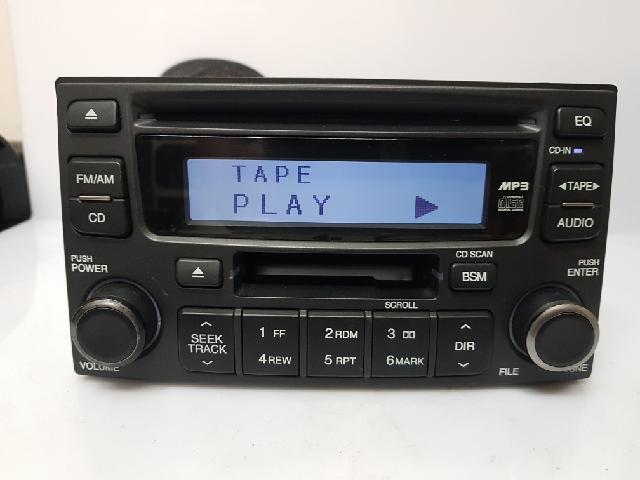 EQ
CD-IN
TAPE
PLAY
MP3
FM/AM
CD
◀TAPE▶
AUDIO
PUSH
POWER
CD SCAN
BSM
PUSH
ENTER
SCROLL
SEEK
TRACK
1 FF
4 REW
2 RDM
5 RPT
3
6 MARK
DIR
VOLUME
FILE
TUNE